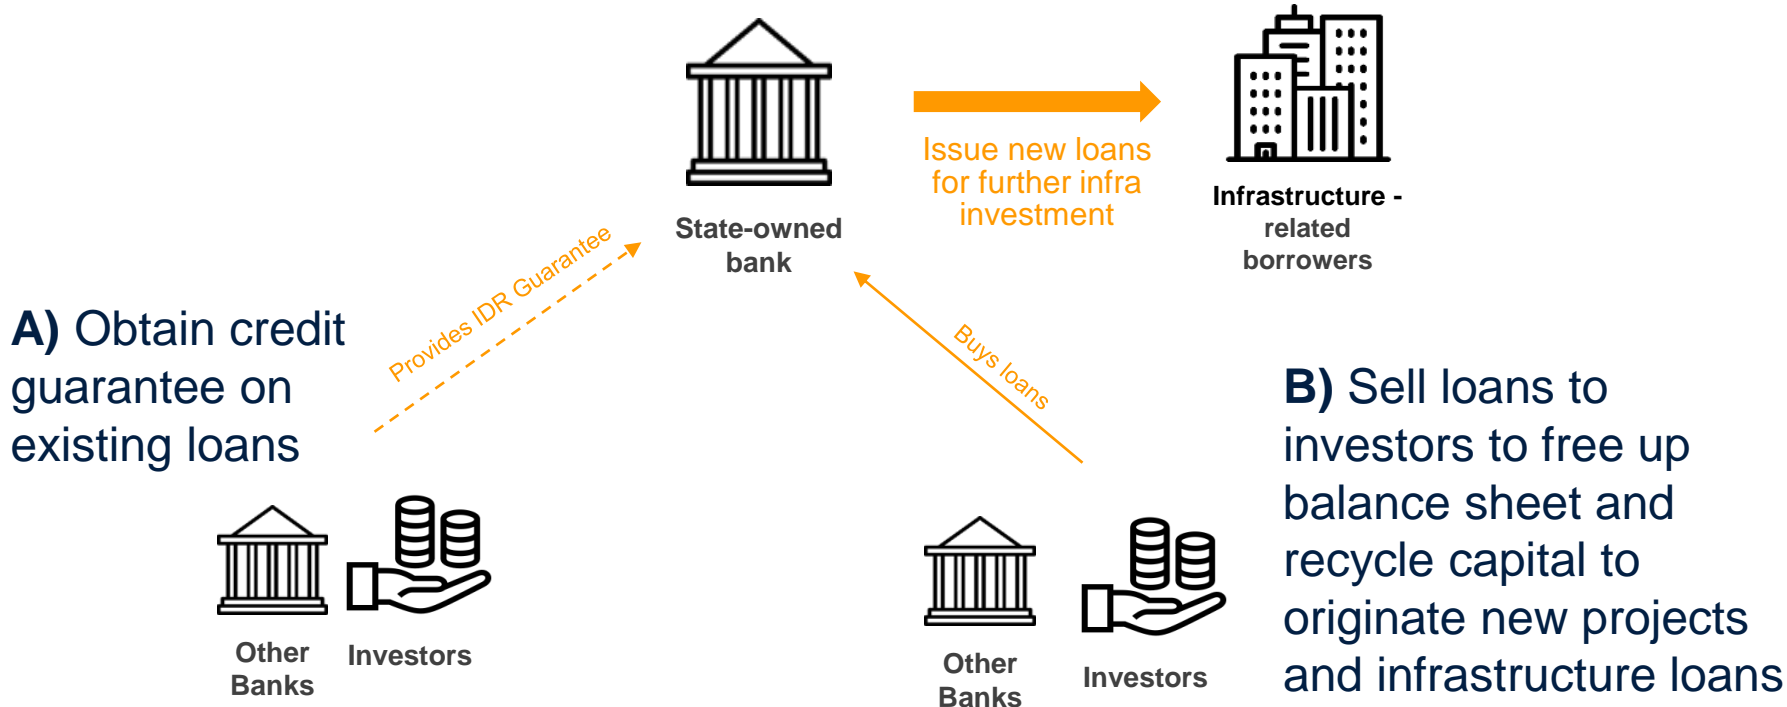 Issue new loans
for further infra
investment
State-owned
bank
Infrastructure -
related
borrowers
Provides IDR Guarantee
A) Obtain credit
guarantee on
existing loans
Buys loans
B) Sell loans to
investors to free up
balance sheet and
recycle capital to
originate new projects
and infrastructure loans
Other
Banks
Investors
Other
Banks
Investors